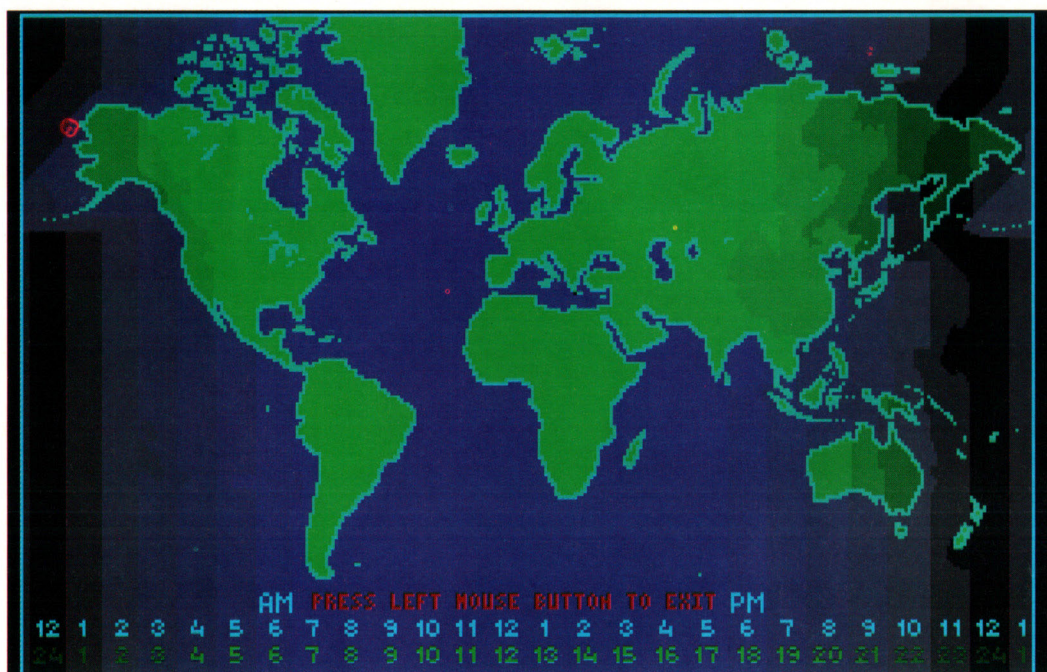 AM PRESS LEFT MOUSE BUTTON TO EXIT PM
12 1 2 3 4 5 6 7 8 9 10 11 12 1 2 3 4 5 6 7 8 9 10 11 12 1
24 1 2 3 4 5 6 7 8 9 10 11 12 13 14 15 16 17 18 19 20 21 22 23 24 1